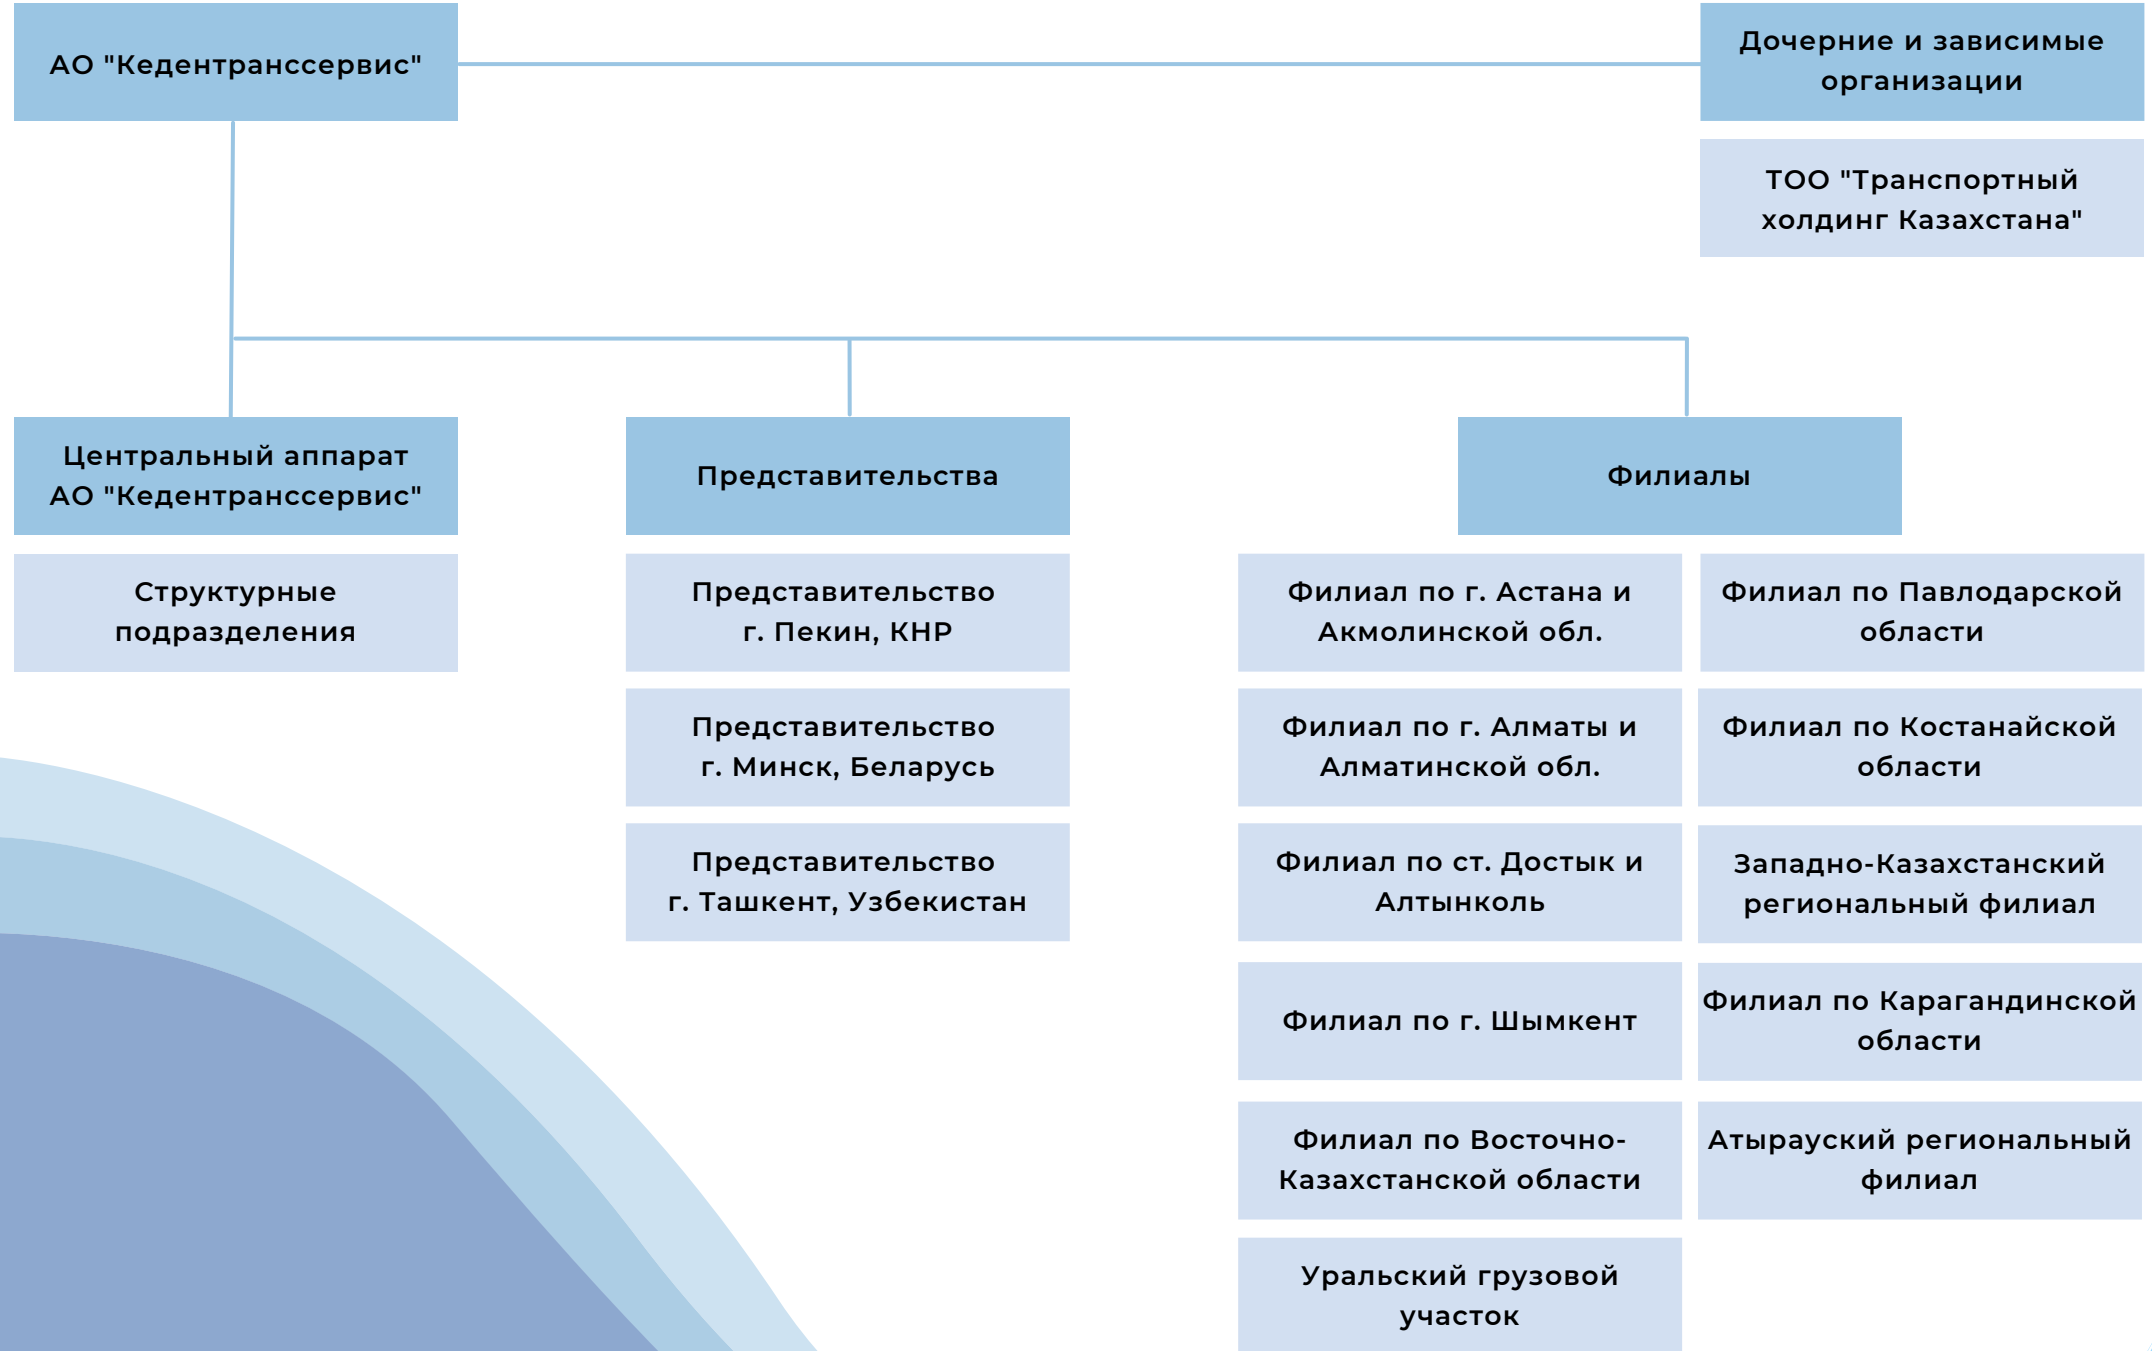 АО "Кедентранссервис"
Дочерние и зависимые
организации
ТОО "Транспортный
холдинг Казахстана"
Центральный аппарат
АО "Кедентранссервис"
Структурные
подразделения
Представительства
Представительство
г. Пекин, КНР
Представительство
г. Минск, Беларусь
Представительство
г. Ташкент, Узбекистан
Филиалы
Филиал по г. Астана и
Акмолинской обл.
Филиал по г. Алматы и
Алматинской обл.
Филиал по ст. Достык и
Алтынколь
Филиал по г. Шымкент
Филиал по Восточно-
Казахстанской области
Уральский грузовой
участок
Филиал по Павлодарской
области
Филиал по Костанайской
области
Западно-Казахстанский
региональный филиал
Филиал по Карагандинской
области
Атырауский региональный
филиал